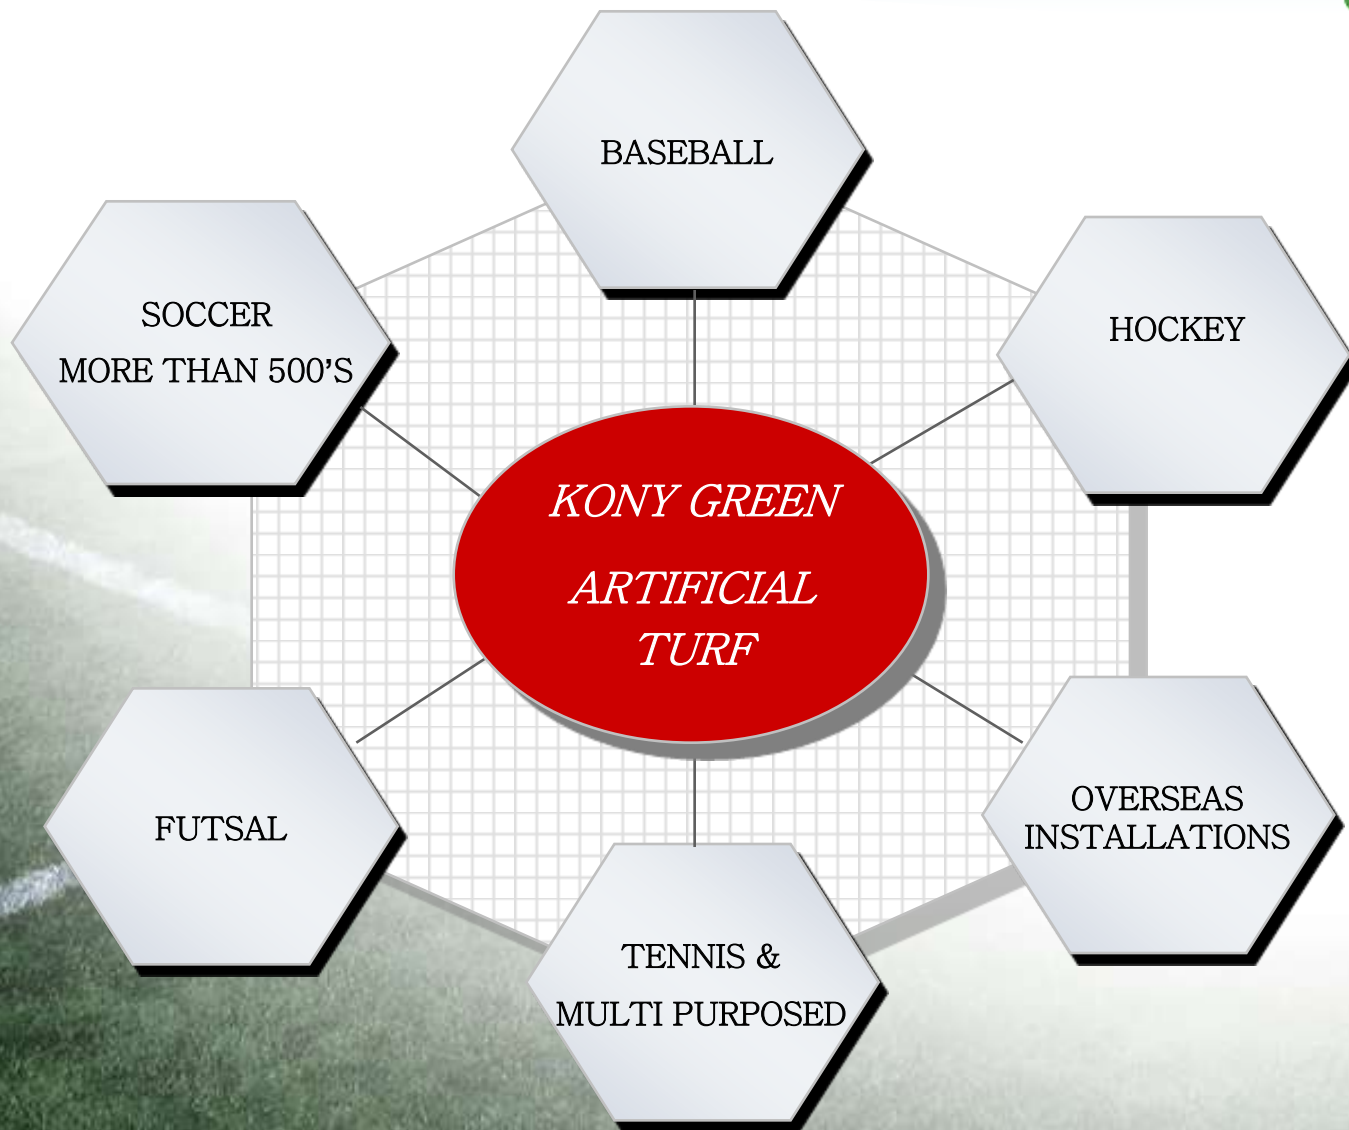 BASEBALL
SOCCER
MORE THAN 500’S
HOCKEY
KONY GREEN
ARTIFICIAL
TURF
FUTSAL
OVERSEAS
INSTALLATIONS
TENNIS &
MULTI PURPOSED